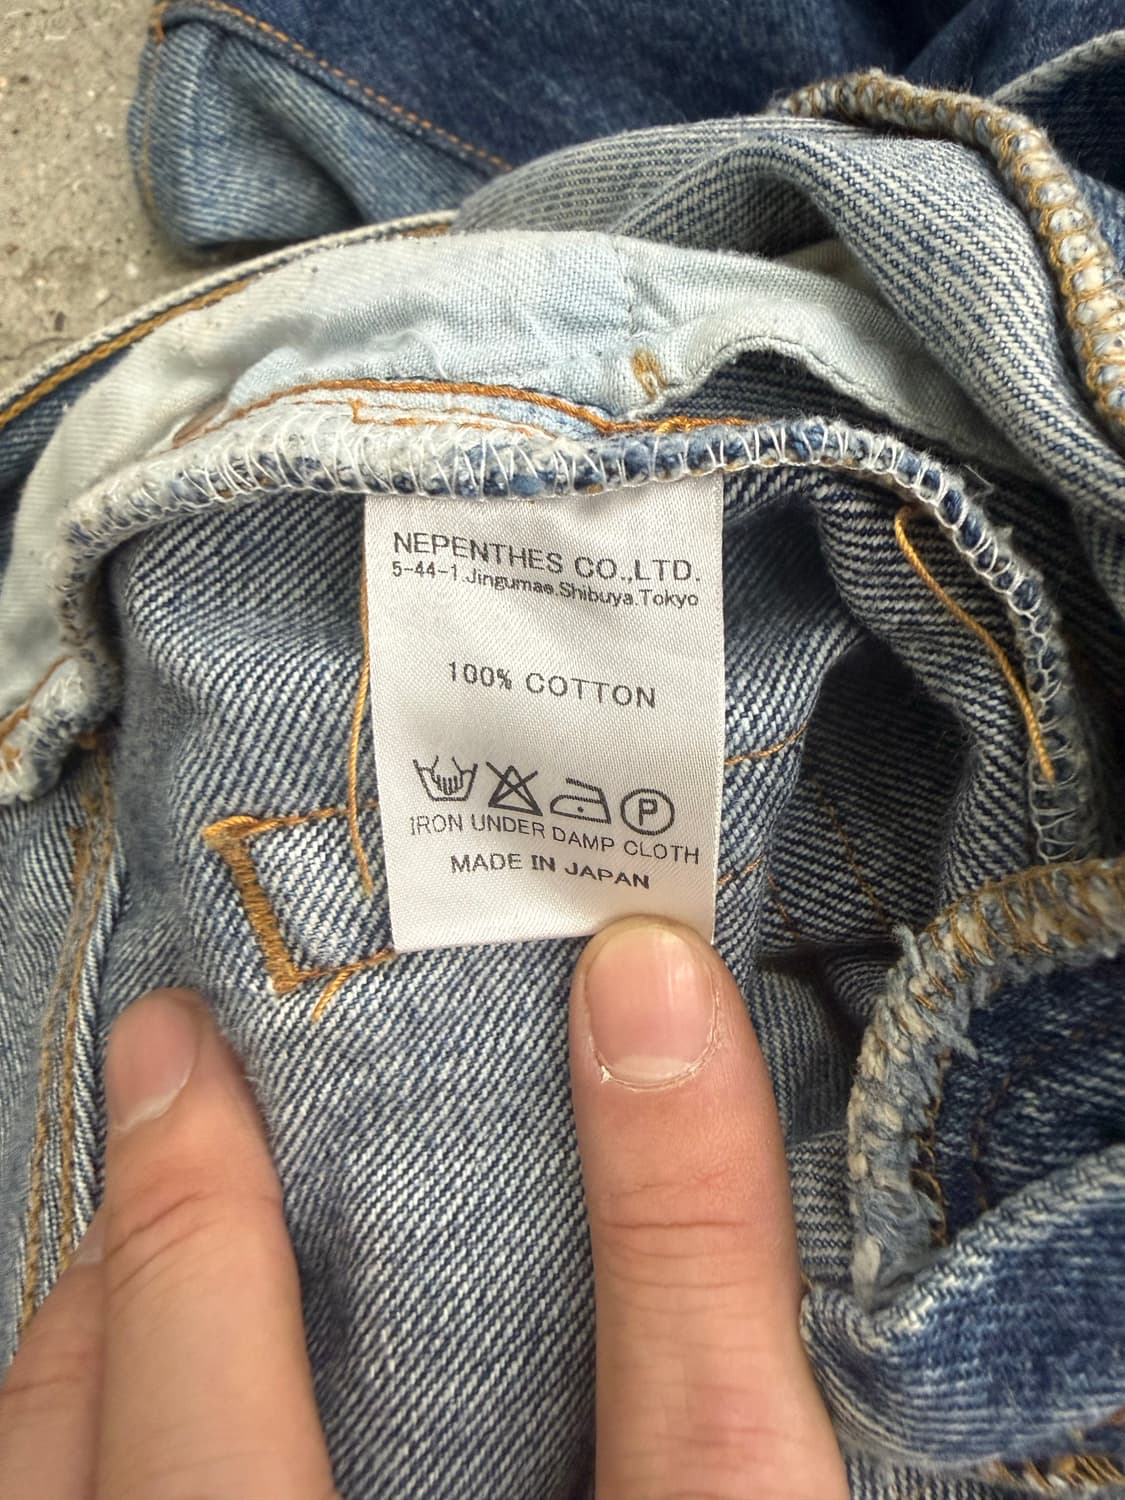 NEPENTHES CO.,LTD.
5-44-1.Jingumae.Shibuya.Tokyo
100% COTTON
P
IRON UNDER DAMP CLOTH
MADE IN JAPAN